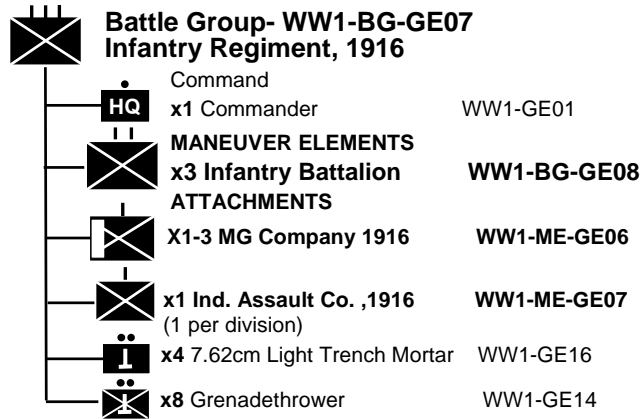 Battle Group- WW1-BG-GE07
Infantry Regiment, 1916
Command
HQ x1 Commander WW1-GE01
MANEUVER ELEMENTS
x3 Infantry Battalion WW1-BG-GE08
ATTACHMENTS
X1-3 MG Company 1916 WW1-ME-GE06
x1 Ind. Assault Co. ,1916 WW1-ME-GE07
(1 per division)
x4 7.62cm Light Trench Mortar WW1-GE16
x8 Grenadethrower WW1-GE14